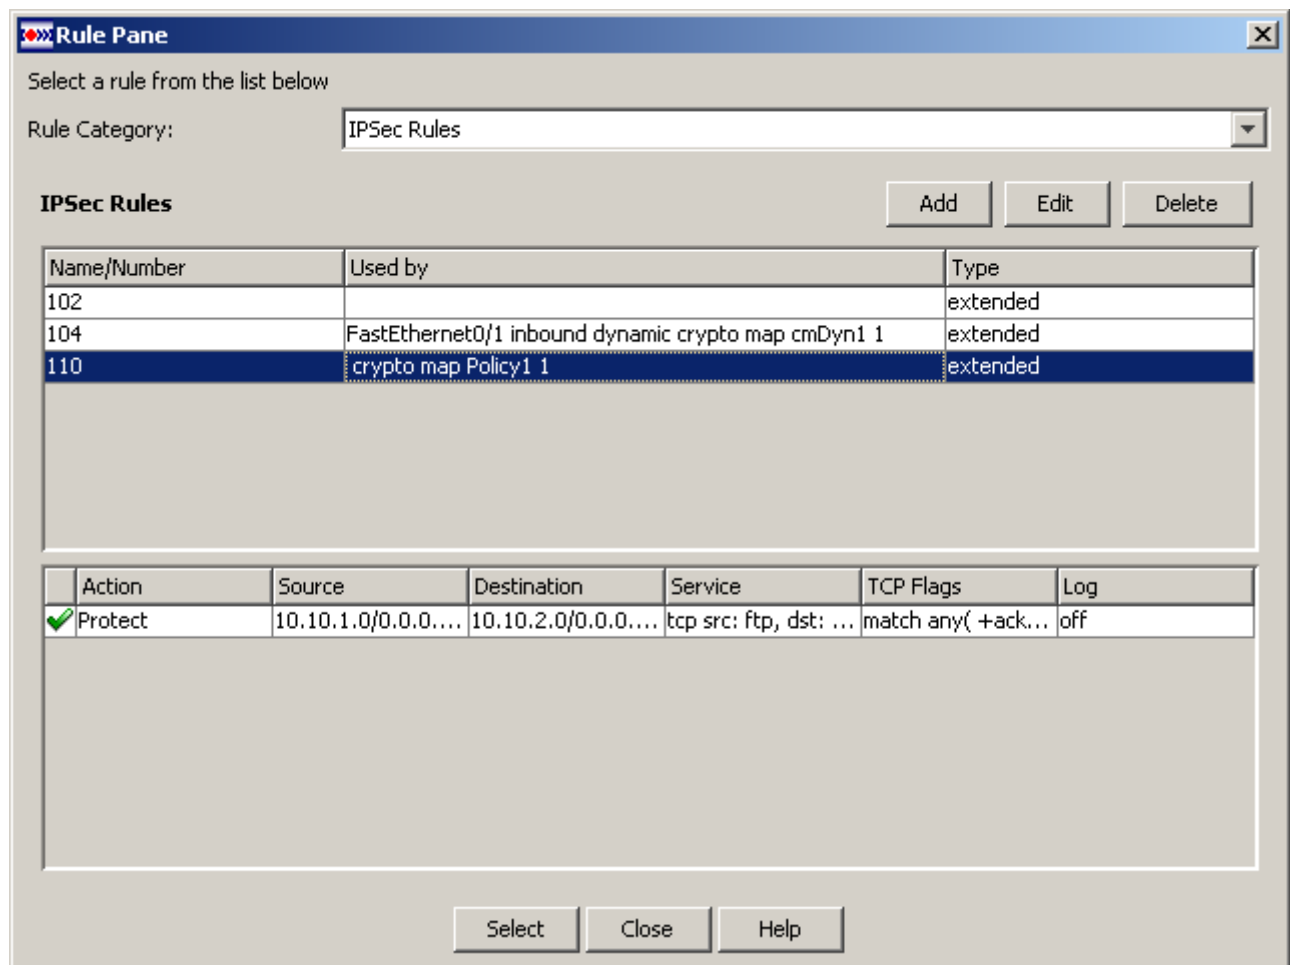 Rule Pane
Select a rule from the list below
Rule Category: IPSec Rules
IPSec Rules Add Edit Delete
Name/Number Used by Type
102 extended
104 FastEthernet0/1 inbound dynamic crypto map cmDyn1 1 extended
110 crypto map Policy1 1 extended
Action Source Destination Service TCP Flags Log
Protect 10.10.1.0/0.0.0.... 10.10.2.0/0.0.0.... tcp src: ftp, dst: ... match any( +ack... off
Select Close Help